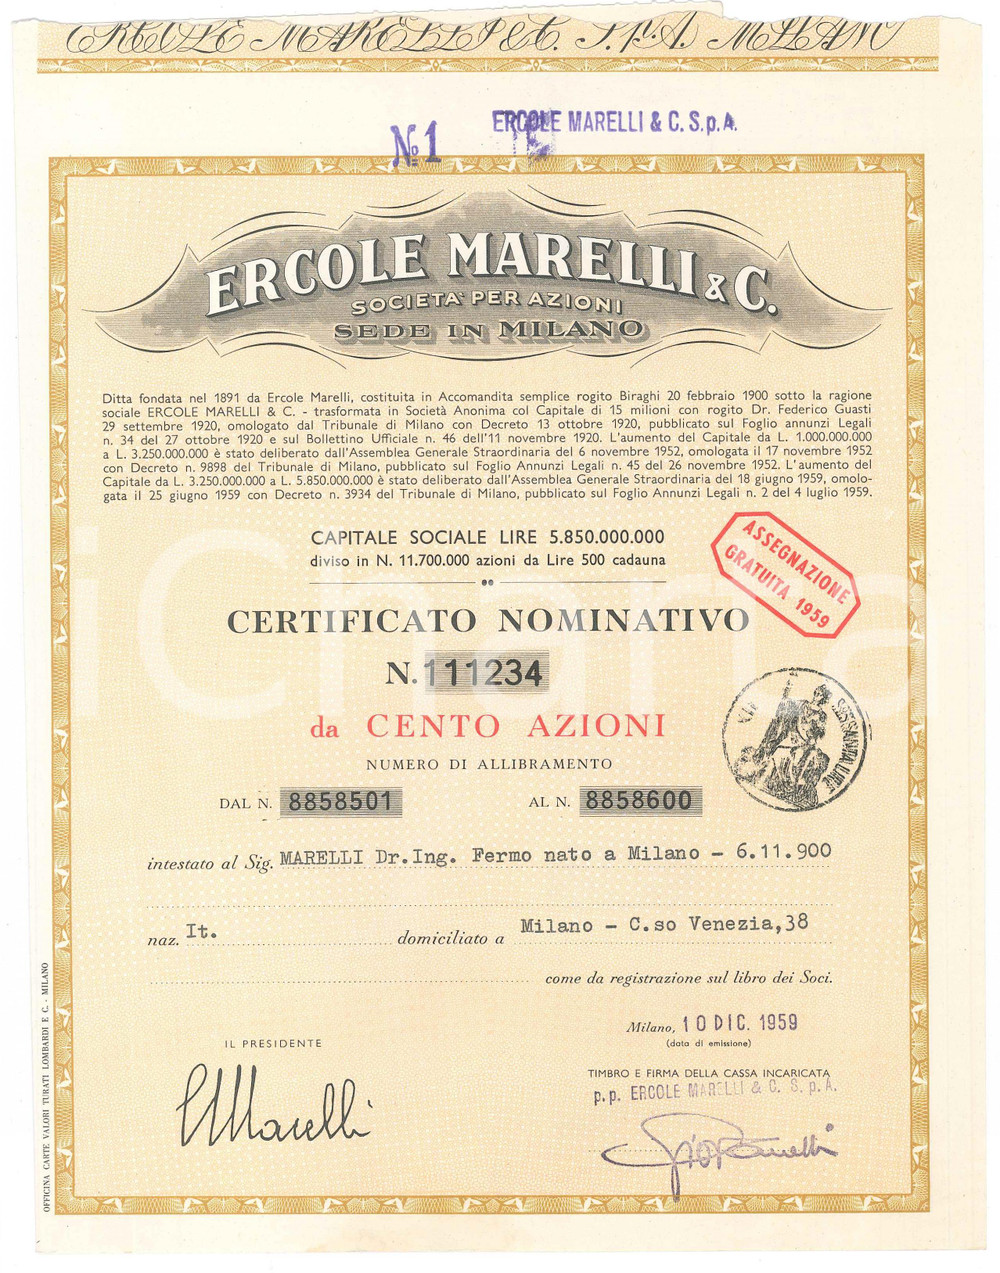 ERCOLE MARELLI & C. S.p.A. MILANO
ERCOLE MARELLI & C. S.p.A.
No 1
ERCOLE MARELLI & C.
SOCIETA' PER AZIONI
SEDE IN MILANO
Ditta fondata nel 1891 da Ercole Marelli, costituita in Accomandita semplice rogito Biraghi 20 febbraio 1900 sotto la ragione
sociale ERCOLE MARELLI & C. - trasformata in Società Anonima col Capitale di 15 milioni con rogito Dr. Federico Guasti
29 settembre 1920, omologato dal Tribunale di Milano con Decreto 13 ottobre 1920, pubblicato sul Foglio annunzi Legali
n. 34 del 27 ottobre 1920 e sul Bollettino Ufficiale n. 46 dell'11 novembre 1920. L'aumento del Capitale da L. 1.000.000.000
a L. 3.250.000.000 è stato deliberato dall'Assemblea Generale Straordinaria del 6 novembre 1952, omologata il 17 novembre 1952
con Decreto n. 9898 del Tribunale di Milano, pubblicato sul Foglio Annunzi Legali n. 45 del 26 novembre 1952. L'aumento del
Capitale da L. 3.250.000.000 a L. 5.850.000.000 è stato deliberato dall'Assemblea Generale Straordinaria del 18 giugno 1959, omolo-
gata il 25 giugno 1959 con Decreto n. 3934 del Tribunale di Milano, pubblicato sul Foglio Annunzi Legali n. 2 del 4 luglio 1959.
CAPITALE SOCIALE LIRE 5.850.000.000
diviso in N. 11.700.000 azioni da Lire 500 cadauna
ASSEGNAZIONE
GRATUITA 1959
CERTIFICATO NOMINATIVO
N. 111234
da CENTO AZIONI
NUMERO DI ALLIBRAMENTO
DAL N. 8858501 AL N. 8858600
SESSANTA LIRE
intestato al Sig. MARELLI Dr.Ing. Fermo nato a Milano - 6.11.900
naz. It. domiciliato a Milano - C.so Venezia,38
come da registrazione sul libro dei Soci.
Milano, 10 DIC. 1959
(data di emissione)
IL PRESIDENTE
TIMBRO E FIRMA DELLA CASSA INCARICATA
p.p. ERCOLE MARELLI & C. S.p.A.
Marelli
OFFICINA CARTE VALORI TURATI LOMBARDI E C. - MILANO
iCharta